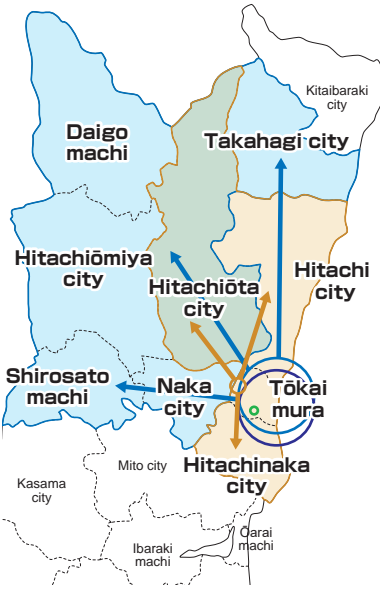 Kitaibaraki
city
Daigo
machi
Takahagi city
Hitachiōmiya
city
Hitachiōta
city
Hitachi
city
Shirosato
machi
Naka
city
Tōkai
mura
Mito city
Hitachinaka
city
Kasama
city
Ibaraki
machi
Ōarai
machi